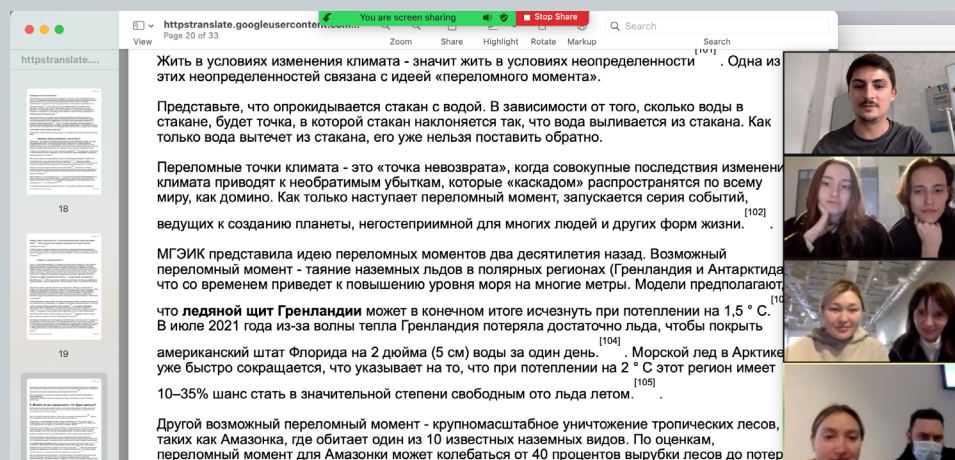 httpstranslate.googleusercontent.com...
Page 20 of 33
You are screen sharing
Stop Share
Search
View
Zoom
Share
Highlight
Rotate
Markup
Search
httpstranslate....
18
19
[101]
Жить в условиях изменения климата - значит жить в условиях неопределенности . Одна из
этих неопределенностей связана с идеей «переломного момента».
Представьте, что опрокидывается стакан с водой. В зависимости от того, сколько воды в
стакане, будет точка, в которой стакан наклоняется так, что вода выливается из стакана. Как
только вода вытечет из стакана, его уже нельзя поставить обратно.
Переломные точки климата - это «точка невозврата», когда совокупные последствия изменени
климата приводят к необратимым убыткам, которые «каскадом» распространятся по всему
миру, как домино. Как только наступает переломный момент, запускается серия событий,
[102]
ведущих к созданию планеты, негостеприимной для многих людей и других форм жизни. .
МГЭИК представила идею переломных моментов два десятилетия назад. Возможный
переломный момент - таяние наземных льдов в полярных регионах (Гренландия и Антарктида
что со временем приведет к повышению уровня моря на многие метры. Модели предполагают,
[10
что ледяной щит Гренландии может в конечном итоге исчезнуть при потеплении на 1,5 ° C.
В июле 2021 года из-за волны тепла Гренландия потеряла достаточно льда, чтобы покрыть
[104]
американский штат Флорида на 2 дюйма (5 см) воды за один день. . Морской лед в Арктике
уже быстро сокращается, что указывает на то, что при потеплении на 2 ° C этот регион имеет
[105]
10–35% шанс стать в значительной степени свободным ото льда летом. .
Другой возможный переломный момент - крупномасштабное уничтожение тропических лесов,
таких как Амазонка, где обитает один из 10 известных наземных видов. По оценкам,
переломный момент для Амазонки может колебаться от 40 процентов вырубки лесов до потер